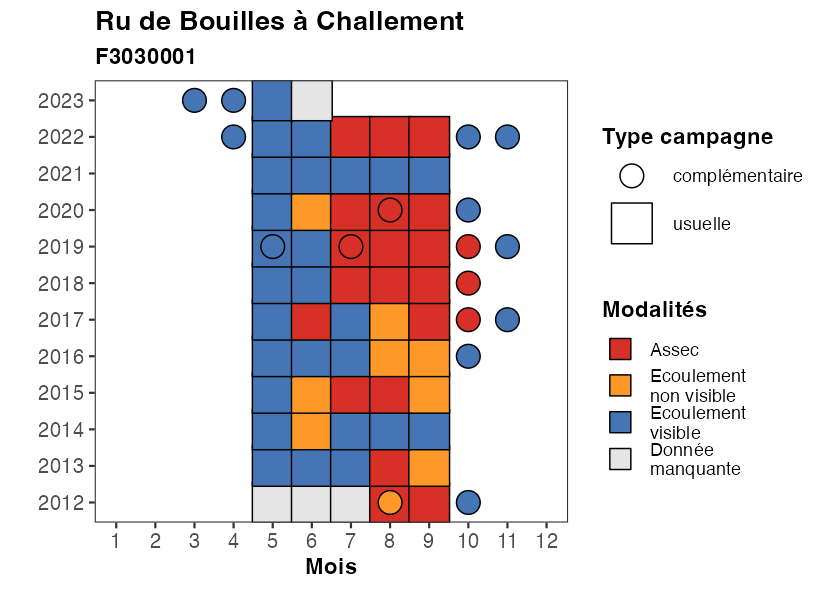 Ru de Bouilles à Challement
F3030001
2023
2022
2021
2020
2019
2018
2017
2016
2015
2014
2013
2012
1 2 3 4 5 6 7 8 9 10 11 12
Mois
Type campagne
complémentaire
usuelle
Modalités
Assec
Ecoulement
non visible
Ecoulement
visible
Donnée
manquante